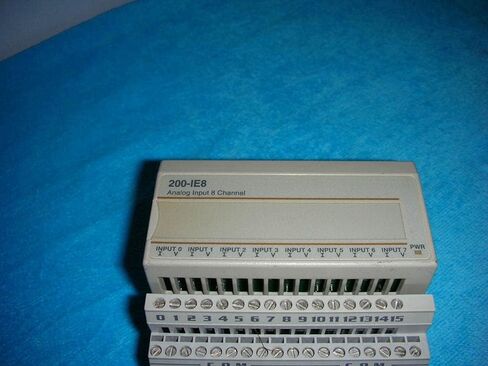 200-IE8
Analog Input 8 Channel
INPUT 0 INPUT 1 INPUT 2 INPUT 3 INPUT 4 INPUT 5 INPUT 6 INPUT 7 PWR
I V I V I V I V I V I V I V I V
0 1 2 3 4 5 6 7 8 9 10 11 12 13 14 15
COM COM